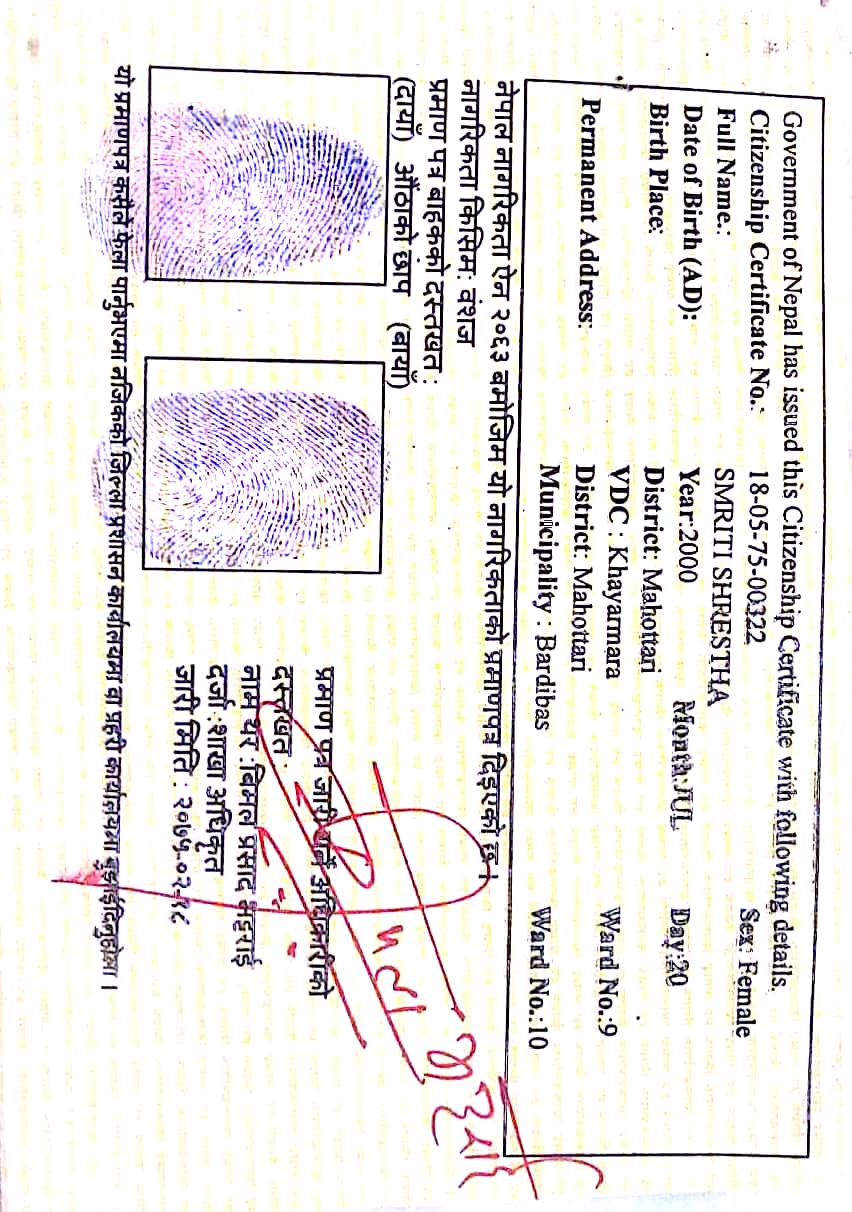 Government of Nepal has issued this Citizenship Certificate with following details.
Citizenship Certificate No.: 18-05-75-00322 Sex: Female
Full Name.: SMRITI SHRESTHA
Date of Birth (AD): Year:2000 Month:JUL Day:20
Birth Place: District: Mahottari
VDC : Khayarmara Ward No.:9
Permanent Address: District: Mahottari
Municipality : Bardibas Ward No.:10
नेपाल नागरिकता ऐन २०६३ बमोजिम यो नागरिकताको प्रमाणपत्र दिइएको छ ।
नागरिकता किसिम: वंशज
प्रमाण पत्र बाहकको दस्तखत:
(दायाँ) औंठाको छाप (बायाँ)
प्रमाण पत्र जारी गर्ने अधिकारीको
दस्तखत:
नाम थर : बिमल प्रसाद भट्टराई
दर्जा : शाखा अधिकृत
जारी मिति : २०७५-०२-
यो प्रमाणपत्र कसैले फेला पार्नुभएमा नजिकको जिल्ला प्रशासन कार्यालयमा वा प्रहरी कार्यालयमा बुझाईदिनुहोला ।